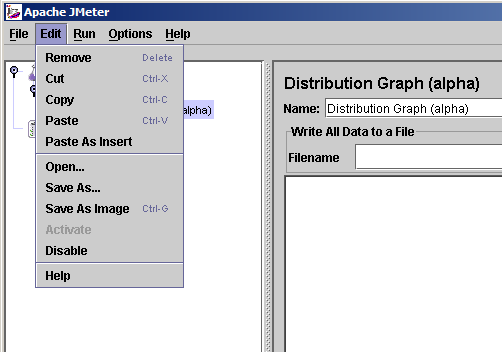 Apache JMeter
File Edit Run Options Help
Remove Delete
Cut Ctrl-X
Copy Ctrl-C
Paste Ctrl-V
Paste As Insert
Open...
Save As...
Save As Image Ctrl-G
Activate
Disable
Help
alpha)
Distribution Graph (alpha)
Name: Distribution Graph (alpha)
Write All Data to a File
Filename